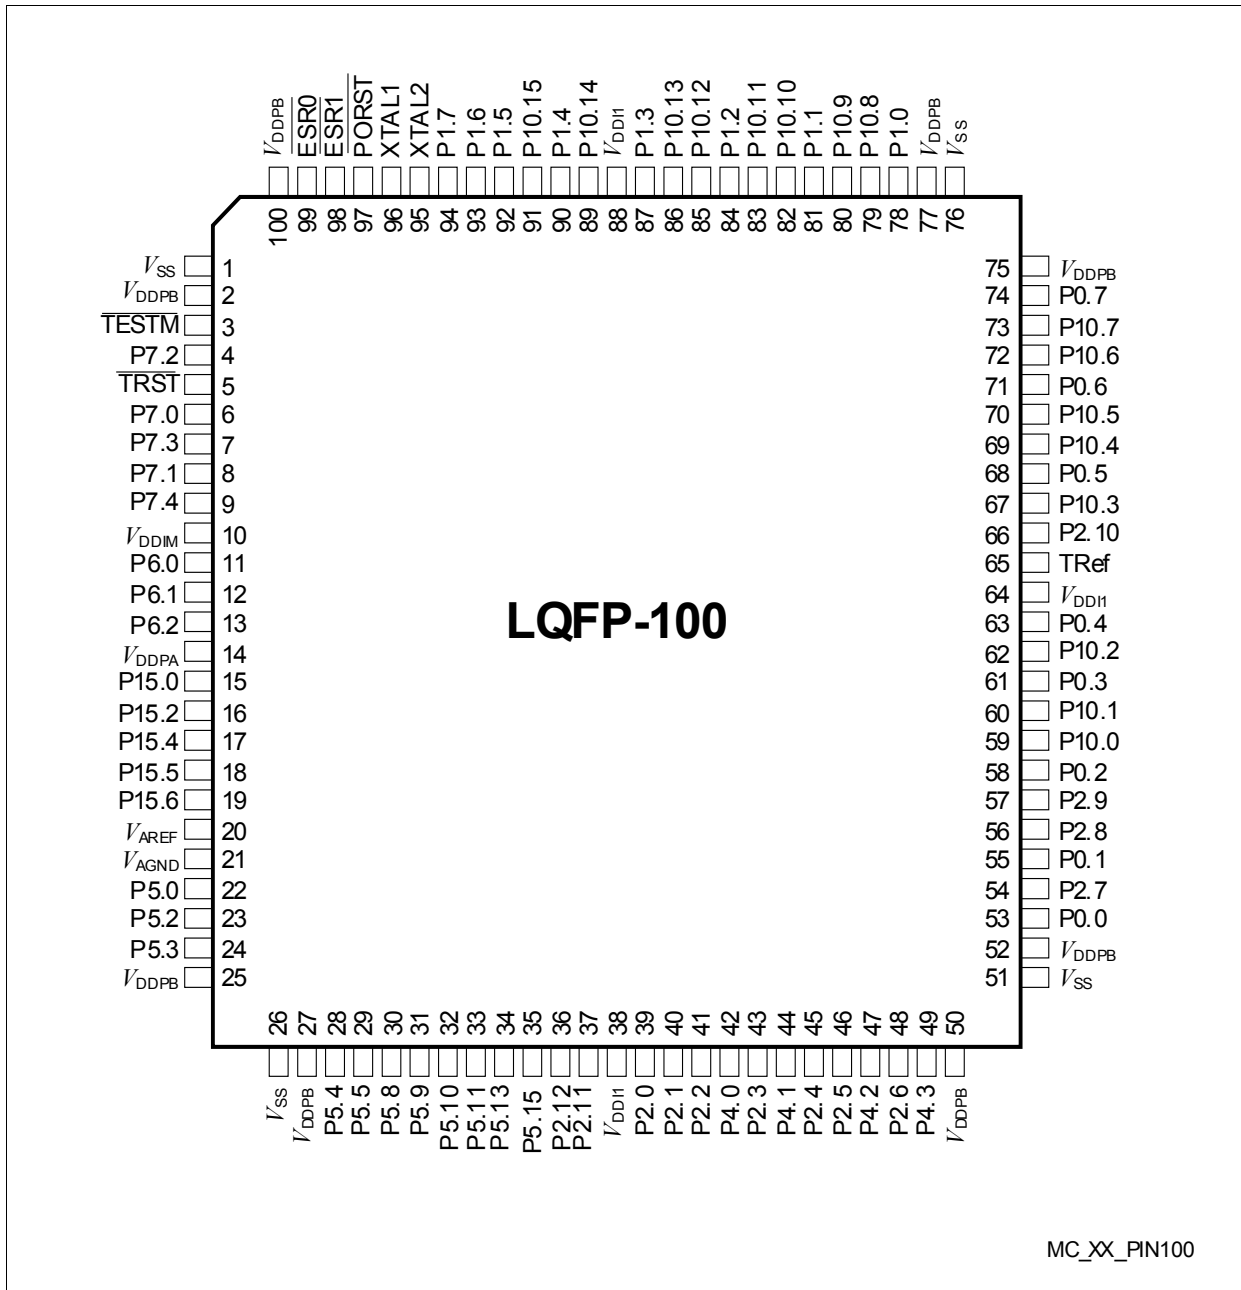 VDDPB
ESR0
ESR1
PORST
XTAL1
XTAL2
P1.7
P1.6
P1.5
P10.15
P1.4
P10.14
VDDI1
P1.3
P10.13
P10.12
P1.2
P10.11
P10.10
P1.1
P10.9
P10.8
P1.0
VDDPB
VSS
100
99
98
97
96
95
94
93
92
91
90
89
88
87
86
85
84
83
82
81
80
79
78
77
76
VSS 1
VDDPB 2
TESTM 3
P7.2 4
TRST 5
P7.0 6
P7.3 7
P7.1 8
P7.4 9
VDDIM 10
P6.0 11
P6.1 12
P6.2 13
VDDPA 14
P15.0 15
P15.2 16
P15.4 17
P15.5 18
P15.6 19
VAREF 20
VAGND 21
P5.0 22
P5.2 23
P5.3 24
VDDPB 25
LQFP-100
75 VDDPB
74 P0.7
73 P10.7
72 P10.6
71 P0.6
70 P10.5
69 P10.4
68 P0.5
67 P10.3
66 P2.10
65 TRef
64 VDDI1
63 P0.4
62 P10.2
61 P0.3
60 P10.1
59 P10.0
58 P0.2
57 P2.9
56 P2.8
55 P0.1
54 P2.7
53 P0.0
52 VDDPB
51 VSS
26
27
28
29
30
31
32
33
34
35
36
37
38
39
40
41
42
43
44
45
46
47
48
49
50
VSS
VDDPB
P5.4
P5.5
P5.8
P5.9
P5.10
P5.11
P5.13
P5.15
P2.12
P2.11
VDDI1
P2.0
P2.1
P2.2
P4.0
P2.3
P4.1
P2.4
P2.5
P4.2
P2.6
P4.3
VDDPB
MC_XX_PIN100